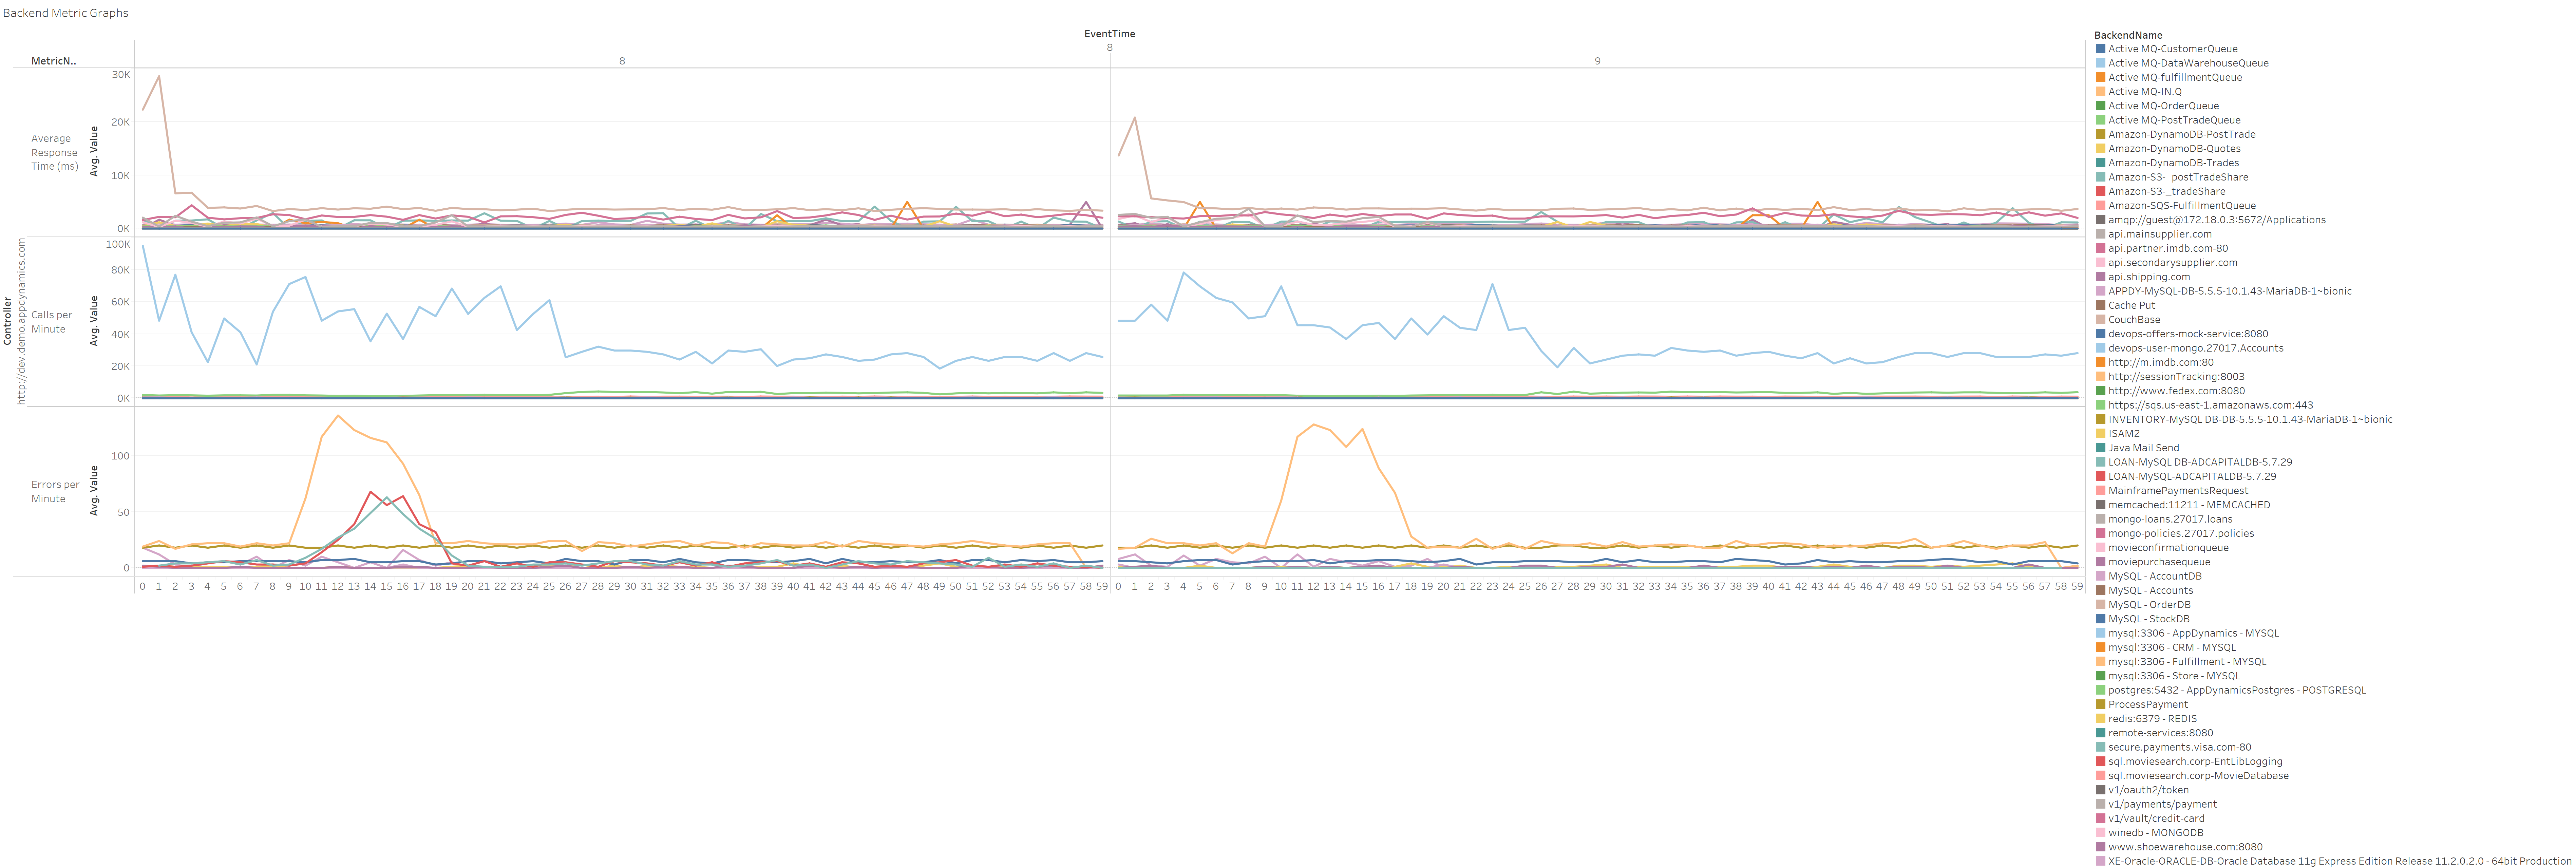 Backend Metric Graphs
EventTime
8
MetricN..
8
9
Controller
http://dev.demo.appdynamics.com
Average
Response
Time (ms)
Avg. Value
30K
20K
10K
0K
Calls per
Minute
Avg. Value
100K
80K
60K
40K
20K
0K
Errors per
Minute
Avg. Value
100
50
0
0 1 2 3 4 5 6 7 8 9 10 11 12 13 14 15 16 17 18 19 20 21 22 23 24 25 26 27 28 29 30 31 32 33 34 35 36 37 38 39 40 41 42 43 44 45 46 47 48 49 50 51 52 53 54 55 56 57 58 59 0 1 2 3 4 5 6 7 8 9 10 11 12 13 14 15 16 17 18 19 20 21 22 23 24 25 26 27 28 29 30 31 32 33 34 35 36 37 38 39 40 41 42 43 44 45 46 47 48 49 50 51 52 53 54 55 56 57 58 59
BackendName
Active MQ-CustomerQueue
Active MQ-DataWarehouseQueue
Active MQ-fulfillmentQueue
Active MQ-IN.Q
Active MQ-OrderQueue
Active MQ-PostTradeQueue
Amazon-DynamoDB-PostTrade
Amazon-DynamoDB-Quotes
Amazon-DynamoDB-Trades
Amazon-S3-_postTradeShare
Amazon-S3-_tradeShare
Amazon-SQS-FulfillmentQueue
amqp://guest@172.18.0.3:5672/Applications
api.mainsupplier.com
api.partner.imdb.com-80
api.secondarysupplier.com
api.shipping.com
APPDY-MySQL-DB-5.5.5-10.1.43-MariaDB-1~bionic
Cache Put
CouchBase
devops-offers-mock-service:8080
devops-user-mongo.27017.Accounts
http://m.imdb.com:80
http://sessionTracking:8003
http://www.fedex.com:8080
https://sqs.us-east-1.amazonaws.com:443
INVENTORY-MySQL DB-DB-5.5.5-10.1.43-MariaDB-1~bionic
ISAM2
Java Mail Send
LOAN-MySQL DB-ADCAPITALDB-5.7.29
LOAN-MySQL-ADCAPITALDB-5.7.29
MainframePaymentsRequest
memcached:11211 - MEMCACHED
mongo-loans.27017.loans
mongo-policies.27017.policies
movieconfirmationqueue
moviepurchasequeue
MySQL - AccountDB
MySQL - Accounts
MySQL - OrderDB
MySQL - StockDB
mysql:3306 - AppDynamics - MYSQL
mysql:3306 - CRM - MYSQL
mysql:3306 - Fulfillment - MYSQL
mysql:3306 - Store - MYSQL
postgres:5432 - AppDynamicsPostgres - POSTGRESQL
ProcessPayment
redis:6379 - REDIS
remote-services:8080
secure.payments.visa.com-80
sql.moviesearch.corp-EntLibLogging
sql.moviesearch.corp-MovieDatabase
v1/oauth2/token
v1/payments/payment
v1/vault/credit-card
winedb - MONGODB
www.shoewarehouse.com:8080
XE-Oracle-ORACLE-DB-Oracle Database 11g Express Edition Release 11.2.0.2.0 - 64bit Production